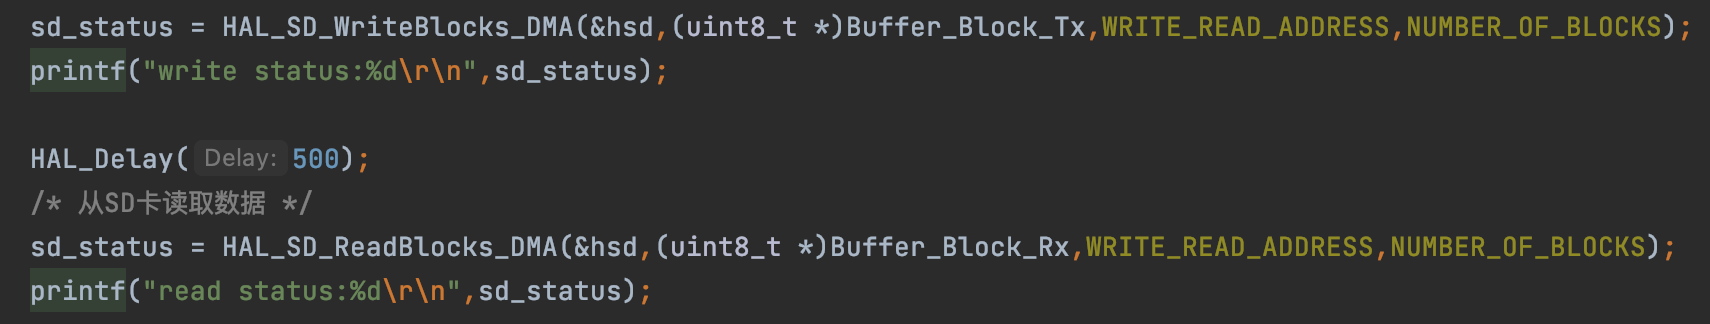 sd_status = HAL_SD_WriteBlocks_DMA(&hsd,(uint8_t *)Buffer_Block_Tx,WRITE_READ_ADDRESS,NUMBER_OF_BLOCKS);
printf("write status:%d\r\n",sd_status);
HAL_Delay( Delay: 500);
/* 从SD卡读取数据 */
sd_status = HAL_SD_ReadBlocks_DMA(&hsd,(uint8_t *)Buffer_Block_Rx,WRITE_READ_ADDRESS,NUMBER_OF_BLOCKS);
printf("read status:%d\r\n",sd_status);